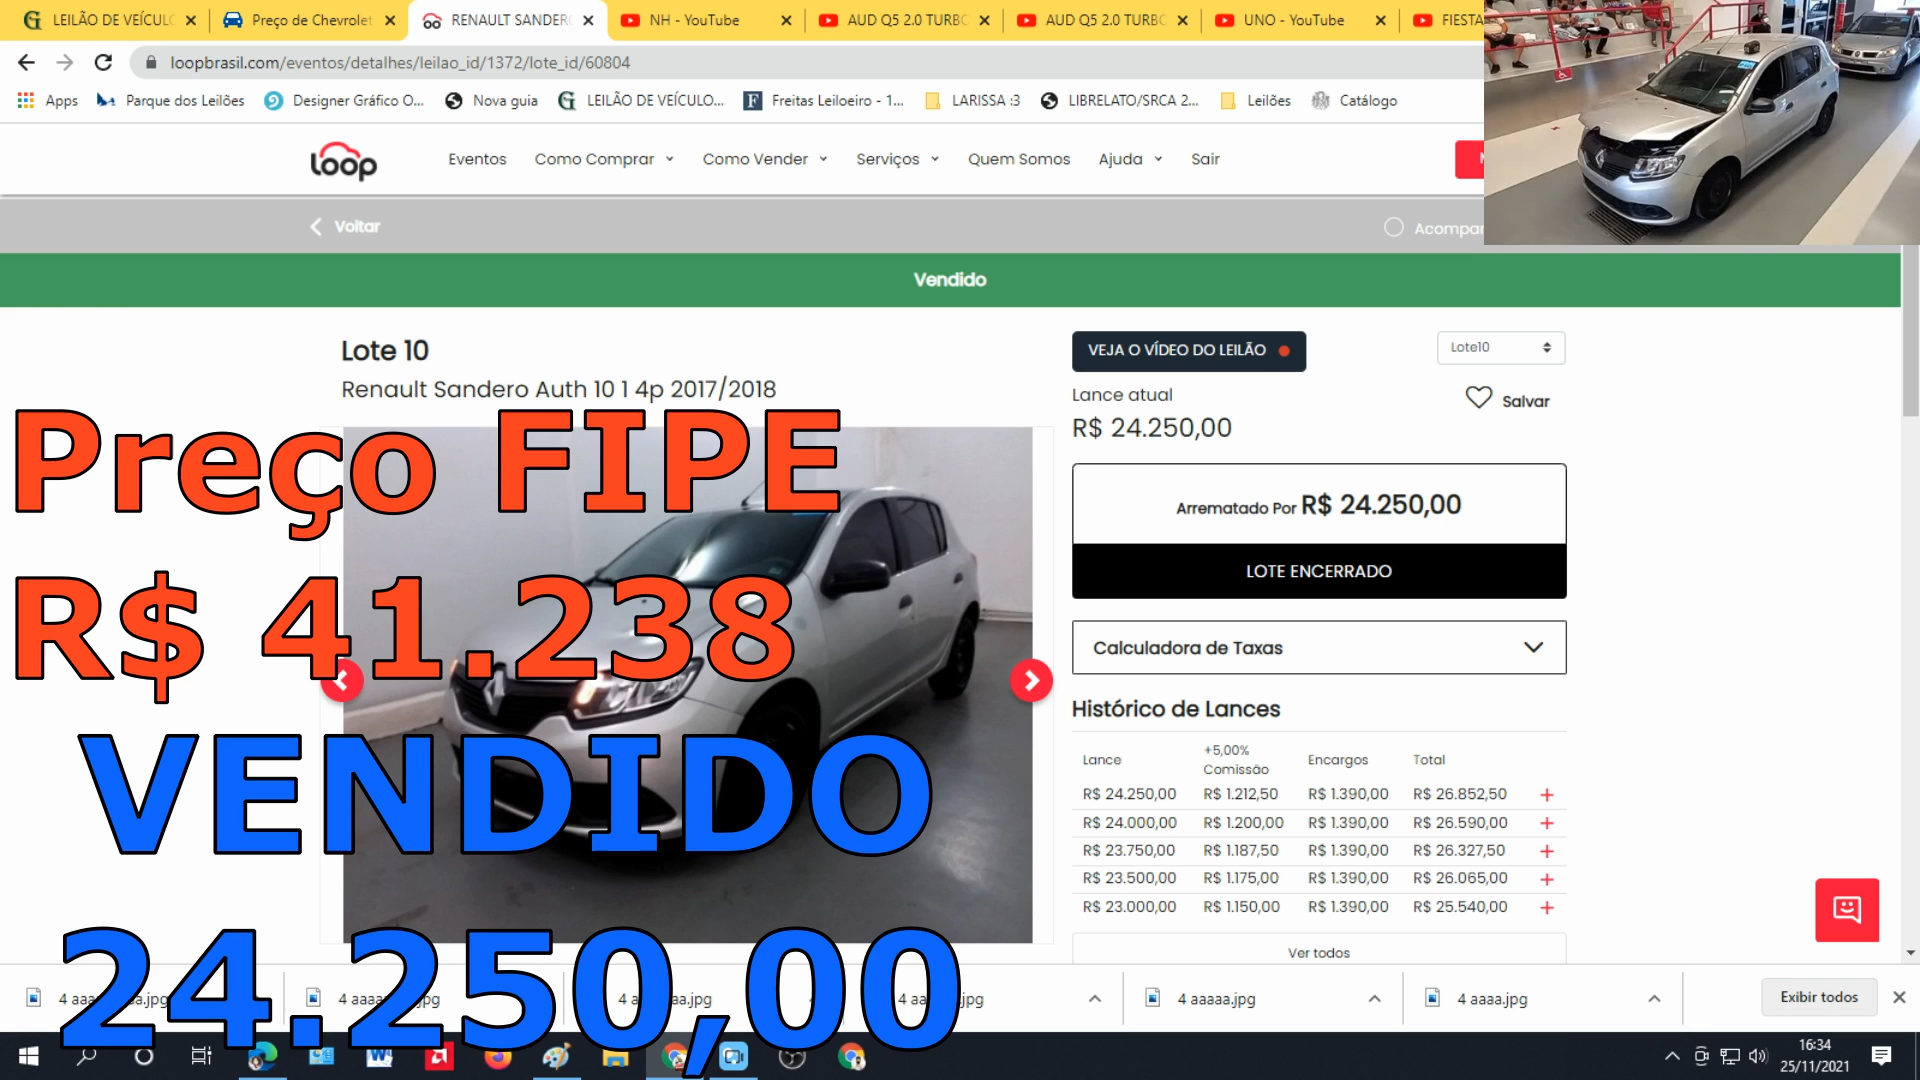 LEILÃO DE VEÍCULO
Preço de Chevrolet
RENAULT SANDERO
NH - YouTube
AUD Q5 2.0 TURBO
AUD Q5 2.0 TURBO
UNO - YouTube
FIESTA
loopbrasil.com/eventos/detalhes/leilao_id/1372/lote_id/60804
Apps
Parque dos Leilões
Designer Gráfico O...
Nova guia
LEILÃO DE VEÍCULO...
Freitas Leiloeiro - 1...
LARISSA :3
LIBRELATO/SRCA 2...
Leilões
Catálogo
loop
Eventos
Como Comprar
Como Vender
Serviços
Quem Somos
Ajuda
Sair
Voltar
Acompan
Vendido
Lote 10
Renault Sandero Auth 10 1 4p 2017/2018
VEJA O VÍDEO DO LEILÃO
Lote10
Lance atual
R$ 24.250,00
Salvar
Preço FIPE
R$ 41.238
VENDIDO
24.250,00
Arrematado Por R$ 24.250,00
LOTE ENCERRADO
Calculadora de Taxas
Histórico de Lances
Lance +5,00% Comissão Encargos Total
R$ 24.250,00 R$ 1.212,50 R$ 1.390,00 R$ 26.852,50 +
R$ 24.000,00 R$ 1.200,00 R$ 1.390,00 R$ 26.590,00 +
R$ 23.750,00 R$ 1.187,50 R$ 1.390,00 R$ 26.327,50 +
R$ 23.500,00 R$ 1.175,00 R$ 1.390,00 R$ 26.065,00 +
R$ 23.000,00 R$ 1.150,00 R$ 1.390,00 R$ 25.540,00 +
Ver todos
4 aaaaa.jpg
4 aaaa.jpg
Exibir todos
16:34
25/11/2021